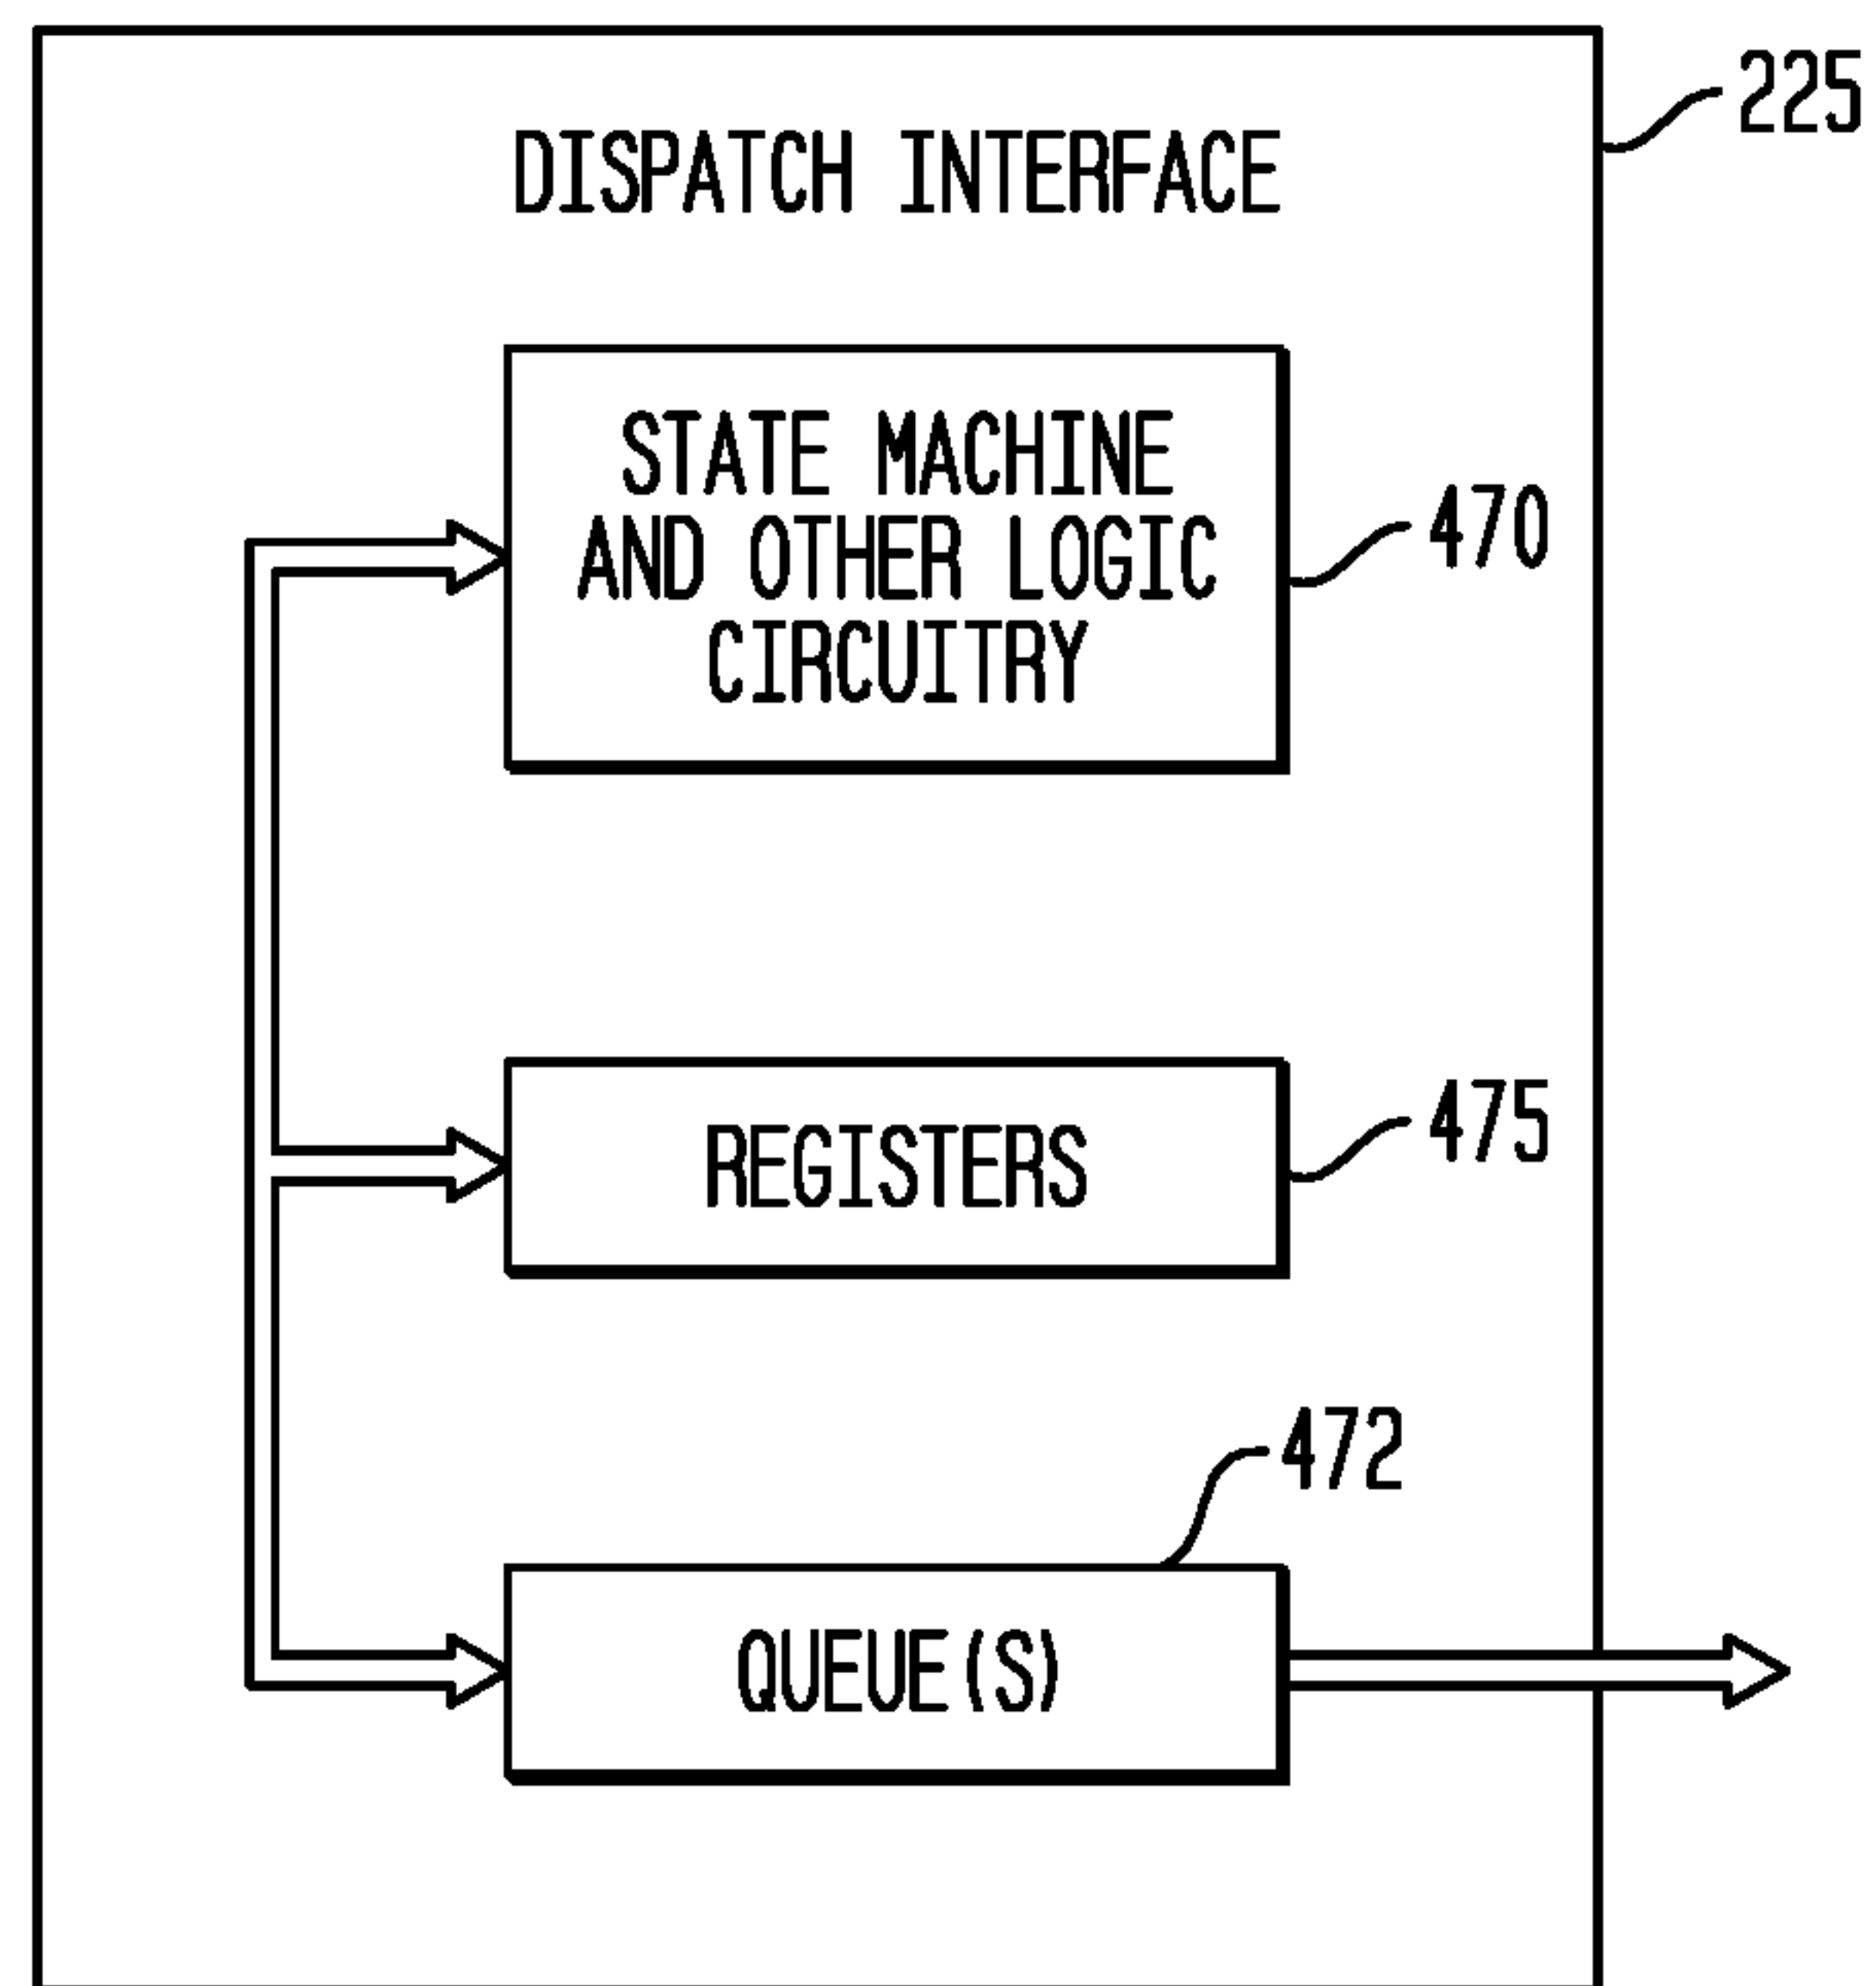 225
DISPATCH INTERFACE
STATE MACHINE
AND OTHER LOGIC
CIRCUITRY
470
REGISTERS
475
472
QUEUE(S)